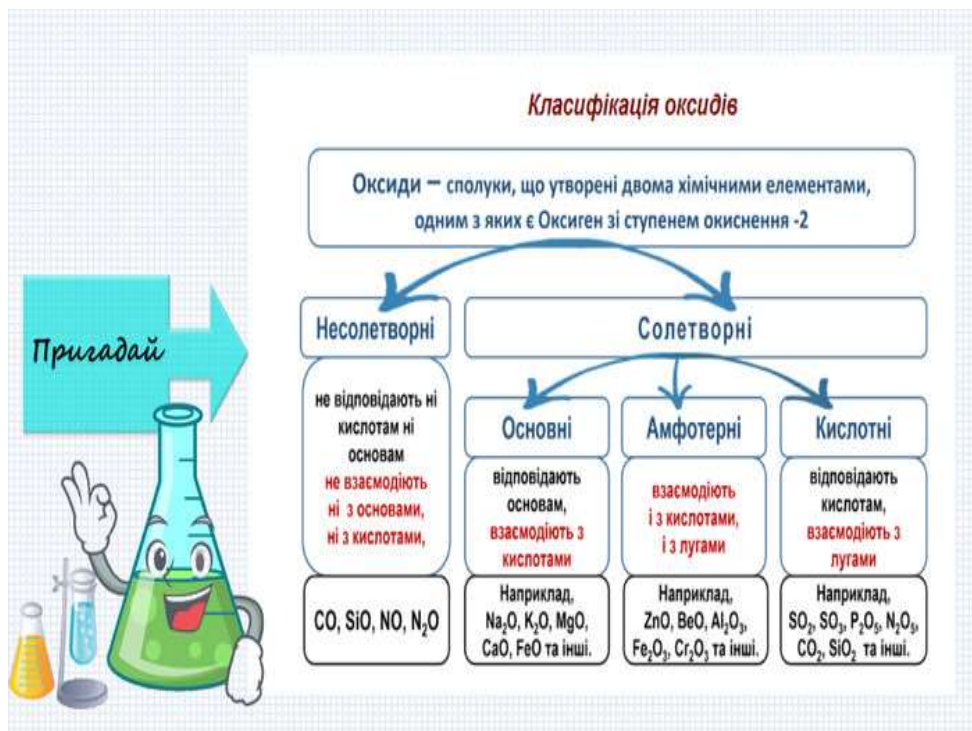 Класифікація оксидів
Оксиди – сполуки, що утворені двома хімічними елементами,
одним з яких є Оксиген зі ступенем окиснення -2
Пригадай
Несолетворні
не відповідають ні
кислотам ні
основам
не взаємодіють
ні з основами,
ні з кислотами,
CO, SiO, NO, N₂O
Солетворні
Основні
відповідають
основам,
взаємодіють з
кислотами
Наприклад,
Na₂O, K₂O, MgO,
CaO, FeO та інші.
Амфотерні
взаємодіють
і з кислотами,
і з лугами
Наприклад,
ZnO, BeO, Al₂O₃,
Fe₂O₃, Cr₂O₃ та інші.
Кислотні
відповідають
кислотам,
взаємодіють з
лугами
Наприклад,
SO₂, SO₃, P₂O₅, N₂O₅,
CO₂, SiO₂ та інші.